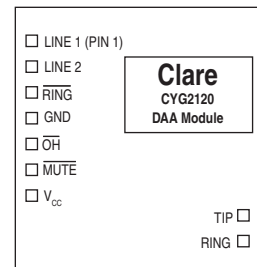 LINE 1 (PIN 1)
LINE 2
RING
GND
OH
MUTE
Vcc
Clare
CYG2120
DAA Module
TIP
RING